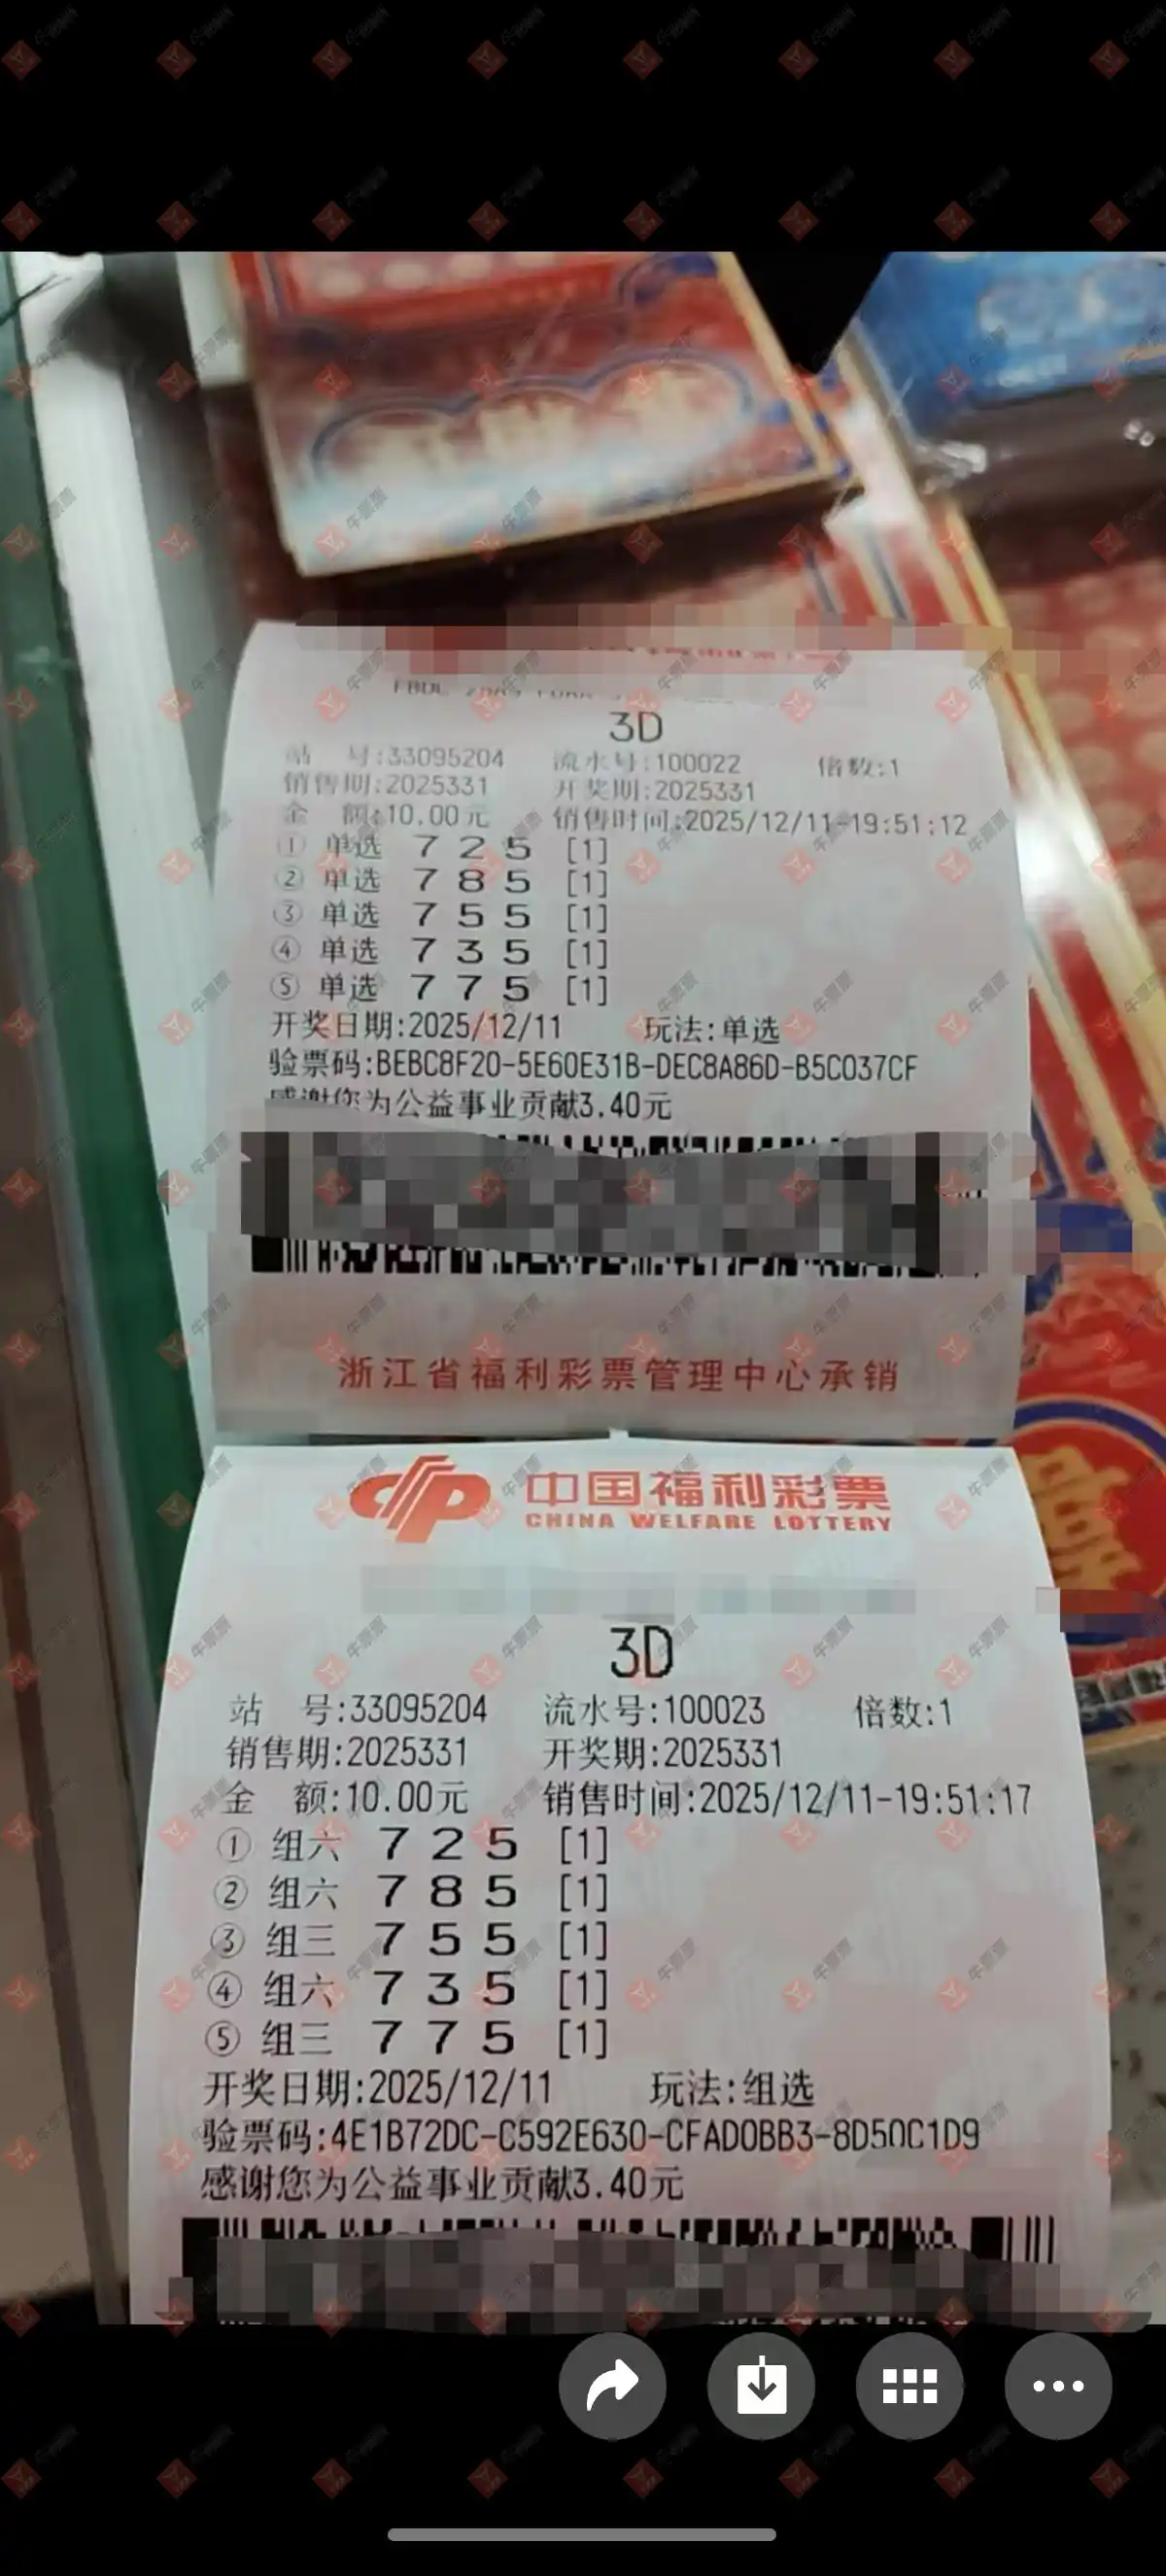 3D
站 号:33095204 流水号:100022 倍数:1
销售期:2025331 开奖期:2025331
金 额:10.00元 销售时间:2025/12/11-19:51:12
① 单选 7 2 5 [1]
② 单选 7 8 5 [1]
③ 单选 7 5 5 [1]
④ 单选 7 3 5 [1]
⑤ 单选 7 7 5 [1]
开奖日期:2025/12/11 玩法:单选
验票码:BEBC8F20-5E60E31B-DEC8A86D-B5C037CF
感谢您为公益事业贡献3.40元
浙江省福利彩票管理中心承销
中国福利彩票
CHINA WELFARE LOTTERY
3D
站 号:33095204 流水号:100023 倍数:1
销售期:2025331 开奖期:2025331
金 额:10.00元 销售时间:2025/12/11-19:51:17
① 组六 7 2 5 [1]
② 组六 7 8 5 [1]
③ 组三 7 5 5 [1]
④ 组六 7 3 5 [1]
⑤ 组三 7 7 5 [1]
开奖日期:2025/12/11 玩法:组选
验票码:4E1B72DC-C592E630-CFAD0BB3-8D50C1D9
感谢您为公益事业贡献3.40元